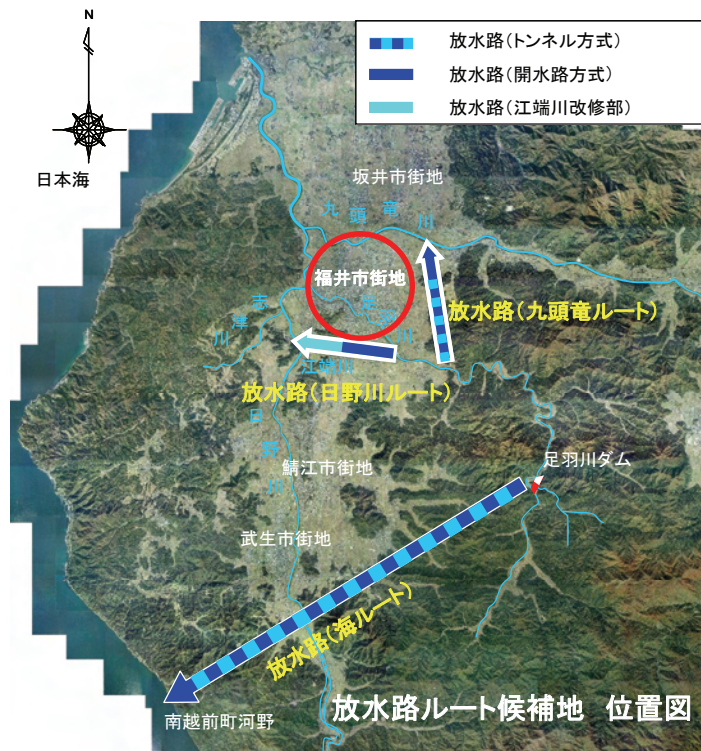 N
放水路(トンネル方式)
放水路(開水路方式)
放水路(江端川改修部)
日本海
坂井市街地
九頭竜川
福井市街地
足羽川
志津川
放水路(九頭竜ルート)
江端川
放水路(日野川ルート)
日野川
足羽川ダム
鯖江市街地
武生市街地
放水路(海ルート)
南越前町河野
放水路ルート候補地 位置図